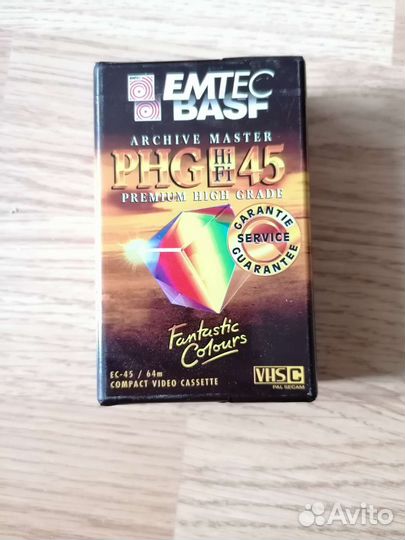 EMTEC
BASF
ARCHIVE MASTER
PHG Hi Fi 45
PREMIUM HIGH GRADE
GARANTIE
SERVICE
GUARANTEE
Fantastic
Colours
EC-45 / 64m
COMPACT VIDEO CASSETTE
VHS C
PAL SECAM
Avito